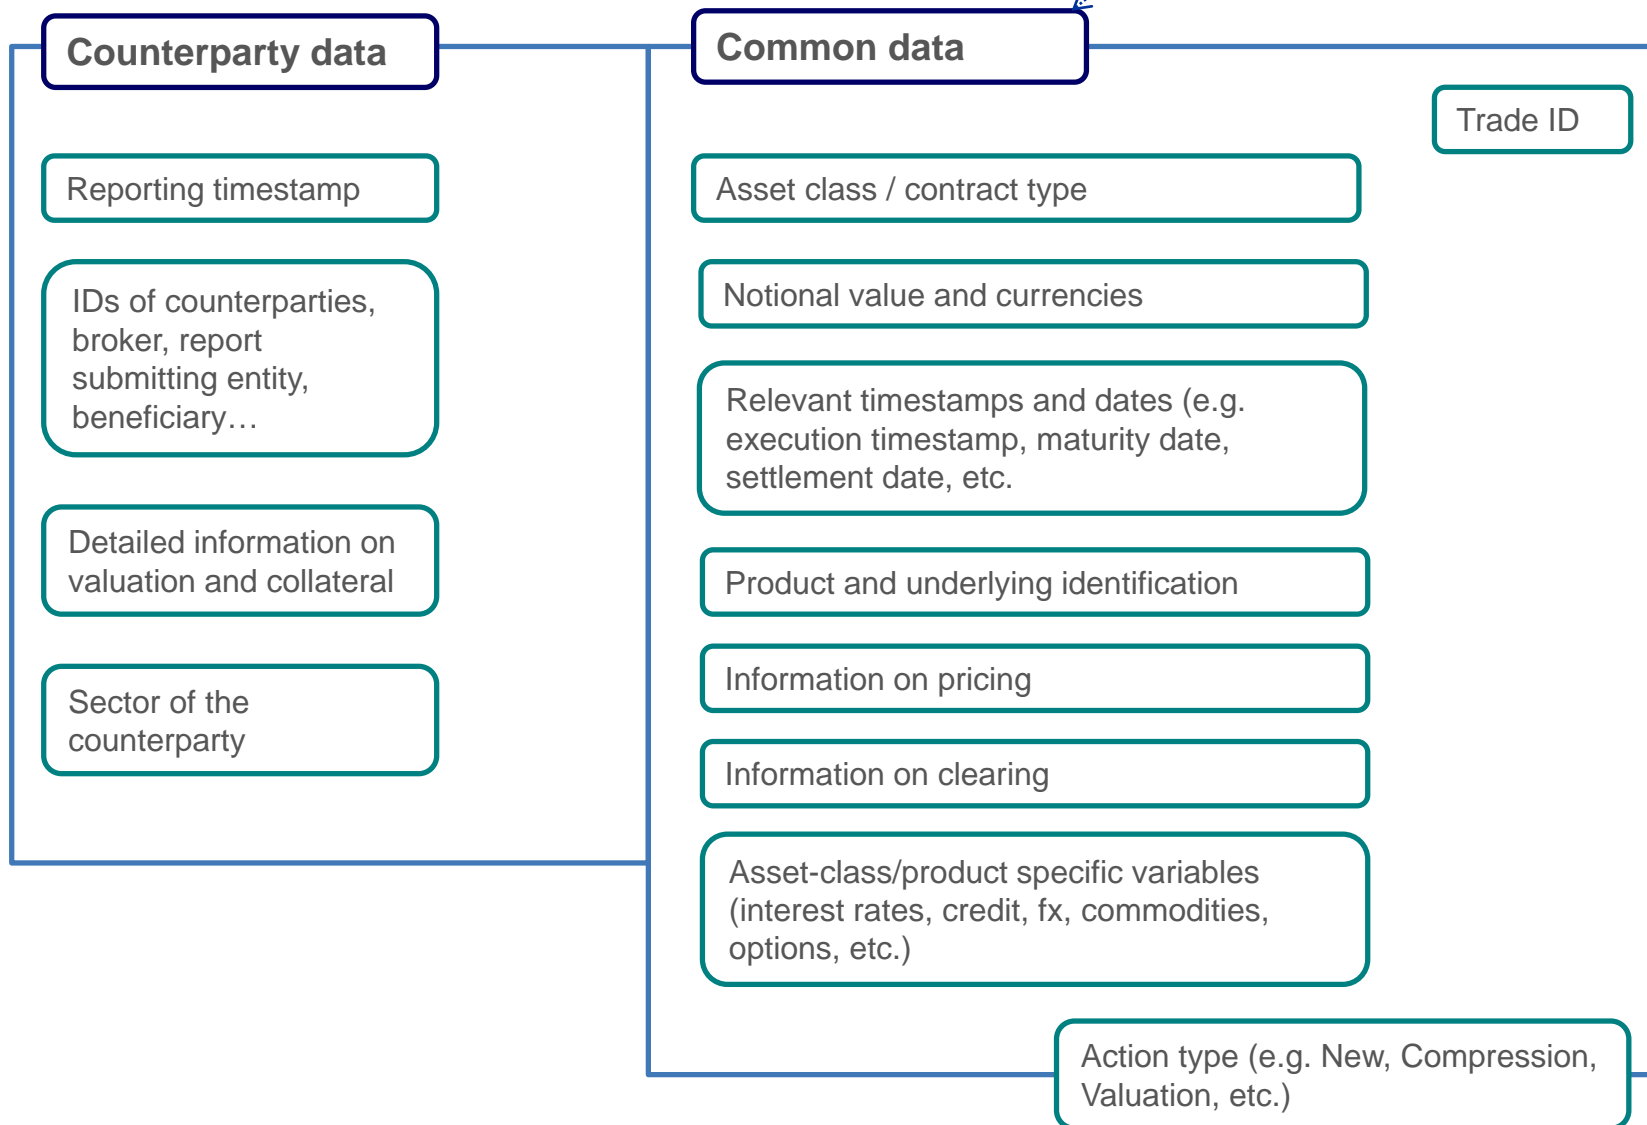 Counterparty data
Reporting timestamp
IDs of counterparties,
broker, report
submitting entity,
beneficiary…
Detailed information on
valuation and collateral
Sector of the
counterparty
Common data
Trade ID
Asset class / contract type
Notional value and currencies
Relevant timestamps and dates (e.g.
execution timestamp, maturity date,
settlement date, etc.
Product and underlying identification
Information on pricing
Information on clearing
Asset-class/product specific variables
(interest rates, credit, fx, commodities,
options, etc.)
Action type (e.g. New, Compression,
Valuation, etc.)